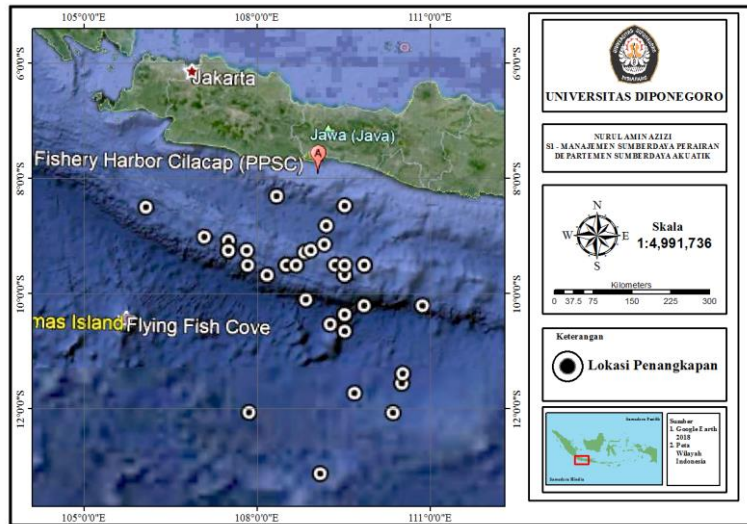 105°0'0"E 108°0'0"E 111°0'0"E
6°0'0"S
8°0'0"S
10°0'0"S
12°0'0"S
Jakarta
Jawa (Java)
A
Fishery Harbor Cilacap (PPSC)
mas Island
Flying Fish Cove
6°0'0"S
8°0'0"S
10°0'0"S
12°0'0"S
105°0'0"E 108°0'0"E 111°0'0"E
UNIVERSITAS DIPONEGORO
NURUL AMIN AZIZI
S1 - MANAJEMEN SUMBERDAYA PERAIRAN
DEPARTEMEN SUMBERDAYA AKUATIK
N
W E
S
Skala
1:4,991,736
Kilometers
0 37.5 75 150 225 300
Keterangan
Lokasi Penangkapan
Sumber
1. Google Earth
2018
2. Peta
Wilayah
Indonesia